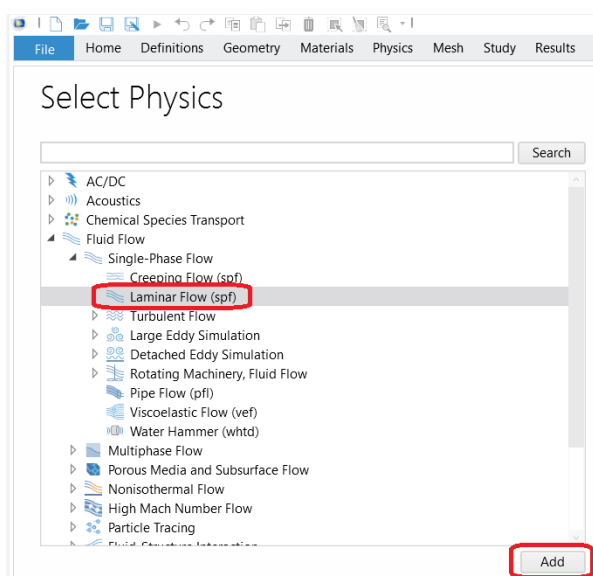 File Home Definitions Geometry Materials Physics Mesh Study Results
Select Physics
Search
AC/DC
Acoustics
Chemical Species Transport
Fluid Flow
Single-Phase Flow
Creeping Flow (spf)
Laminar Flow (spf)
Turbulent Flow
Large Eddy Simulation
Detached Eddy Simulation
Rotating Machinery, Fluid Flow
Pipe Flow (pfl)
Viscoelastic Flow (vef)
Water Hammer (whtd)
Multiphase Flow
Porous Media and Subsurface Flow
Nonisothermal Flow
High Mach Number Flow
Particle Tracing
Fluid-Structure Interaction
Add